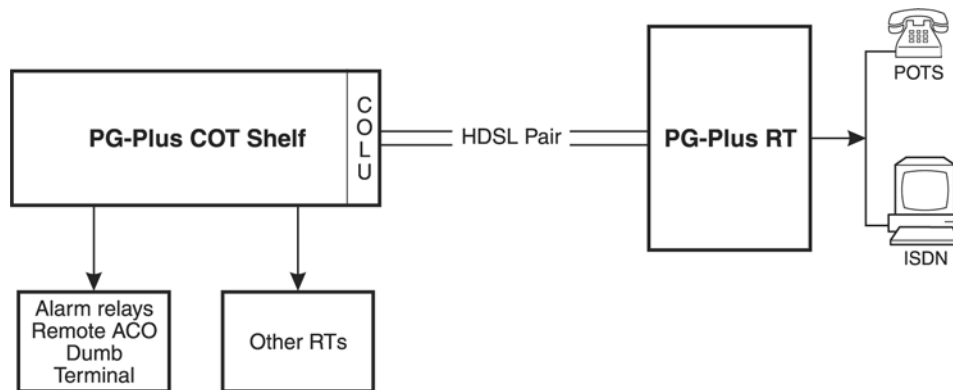 PG-Plus COT Shelf
C
O
L
U
HDSL Pair
PG-Plus RT
POTS
ISDN
Alarm relays
Remote ACO
Dumb
Terminal
Other RTs